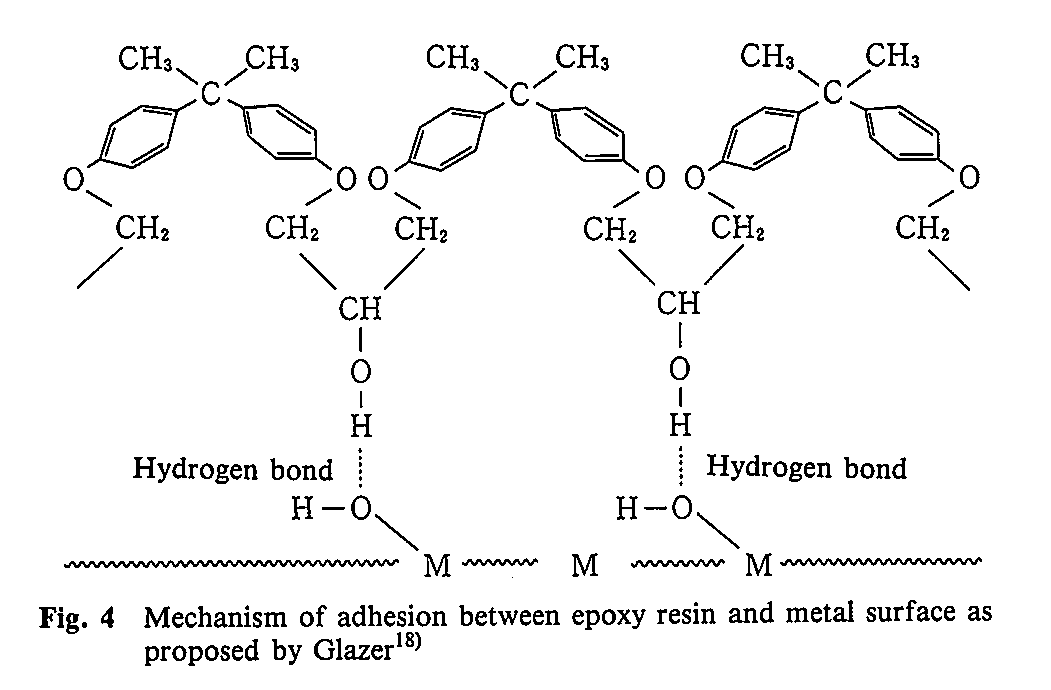 CH₃ CH₃ CH₃ CH₃ CH₃ CH₃
C C C
O O O O O O
CH₂ CH₂ CH₂ CH₂ CH₂ CH₂
CH CH
O O
H H
Hydrogen bond Hydrogen bond
H–O H–O
M M M
Fig. 4 Mechanism of adhesion between epoxy resin and metal surface as
proposed by Glazer¹⁸⁾